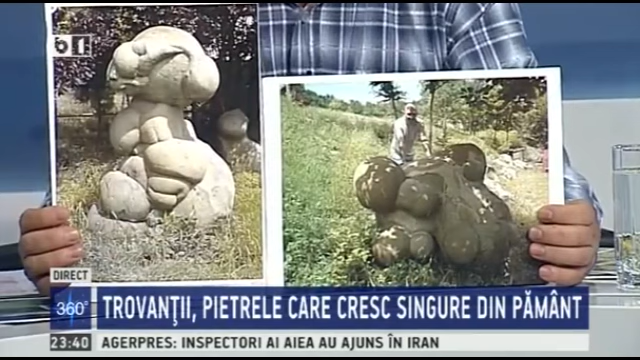 B1
DIRECT
360°
TROVANŢII, PIETRELE CARE CRESC SINGURE DIN PĂMÂNT
23:40
AGERPRES: INSPECTORI AI AIEA AU AJUNS ÎN IRAN